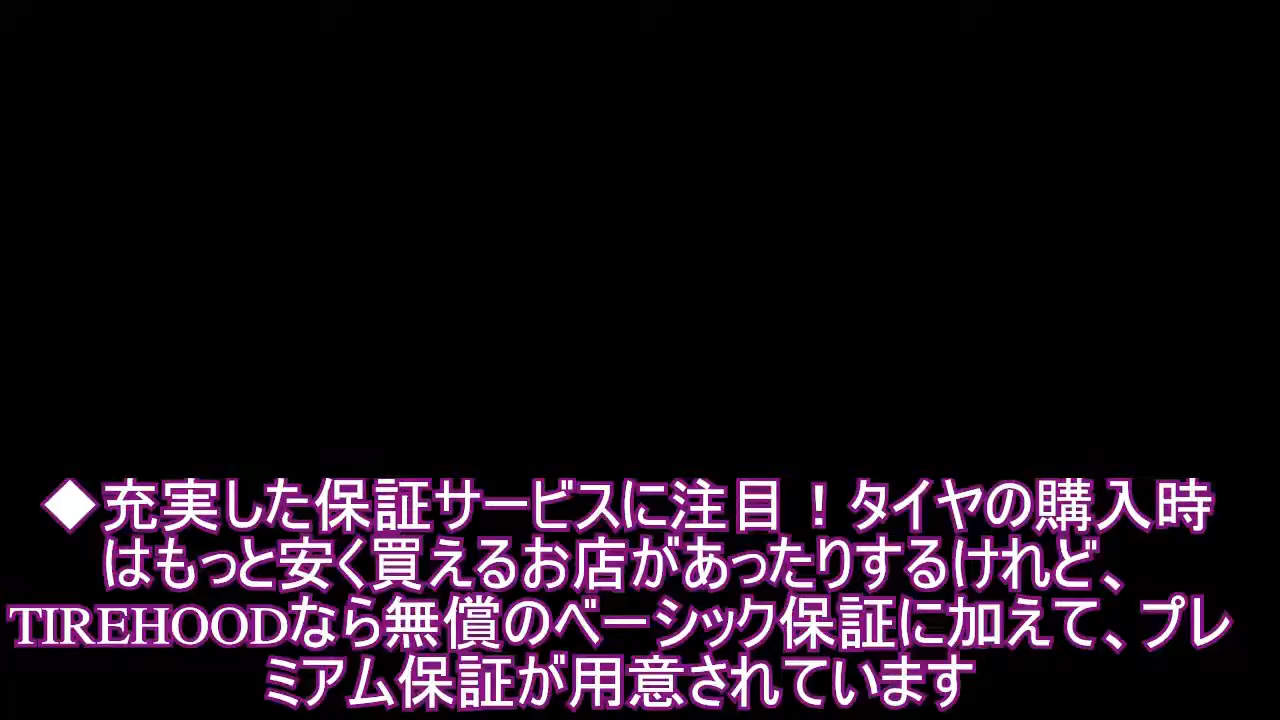 ◆充実した保証サービスに注目！タイヤの購入時
はもっと安く買えるお店があったりするけれど、
TIREHOODなら無償のベーシック保証に加えて、プレ
ミアム保証が用意されています